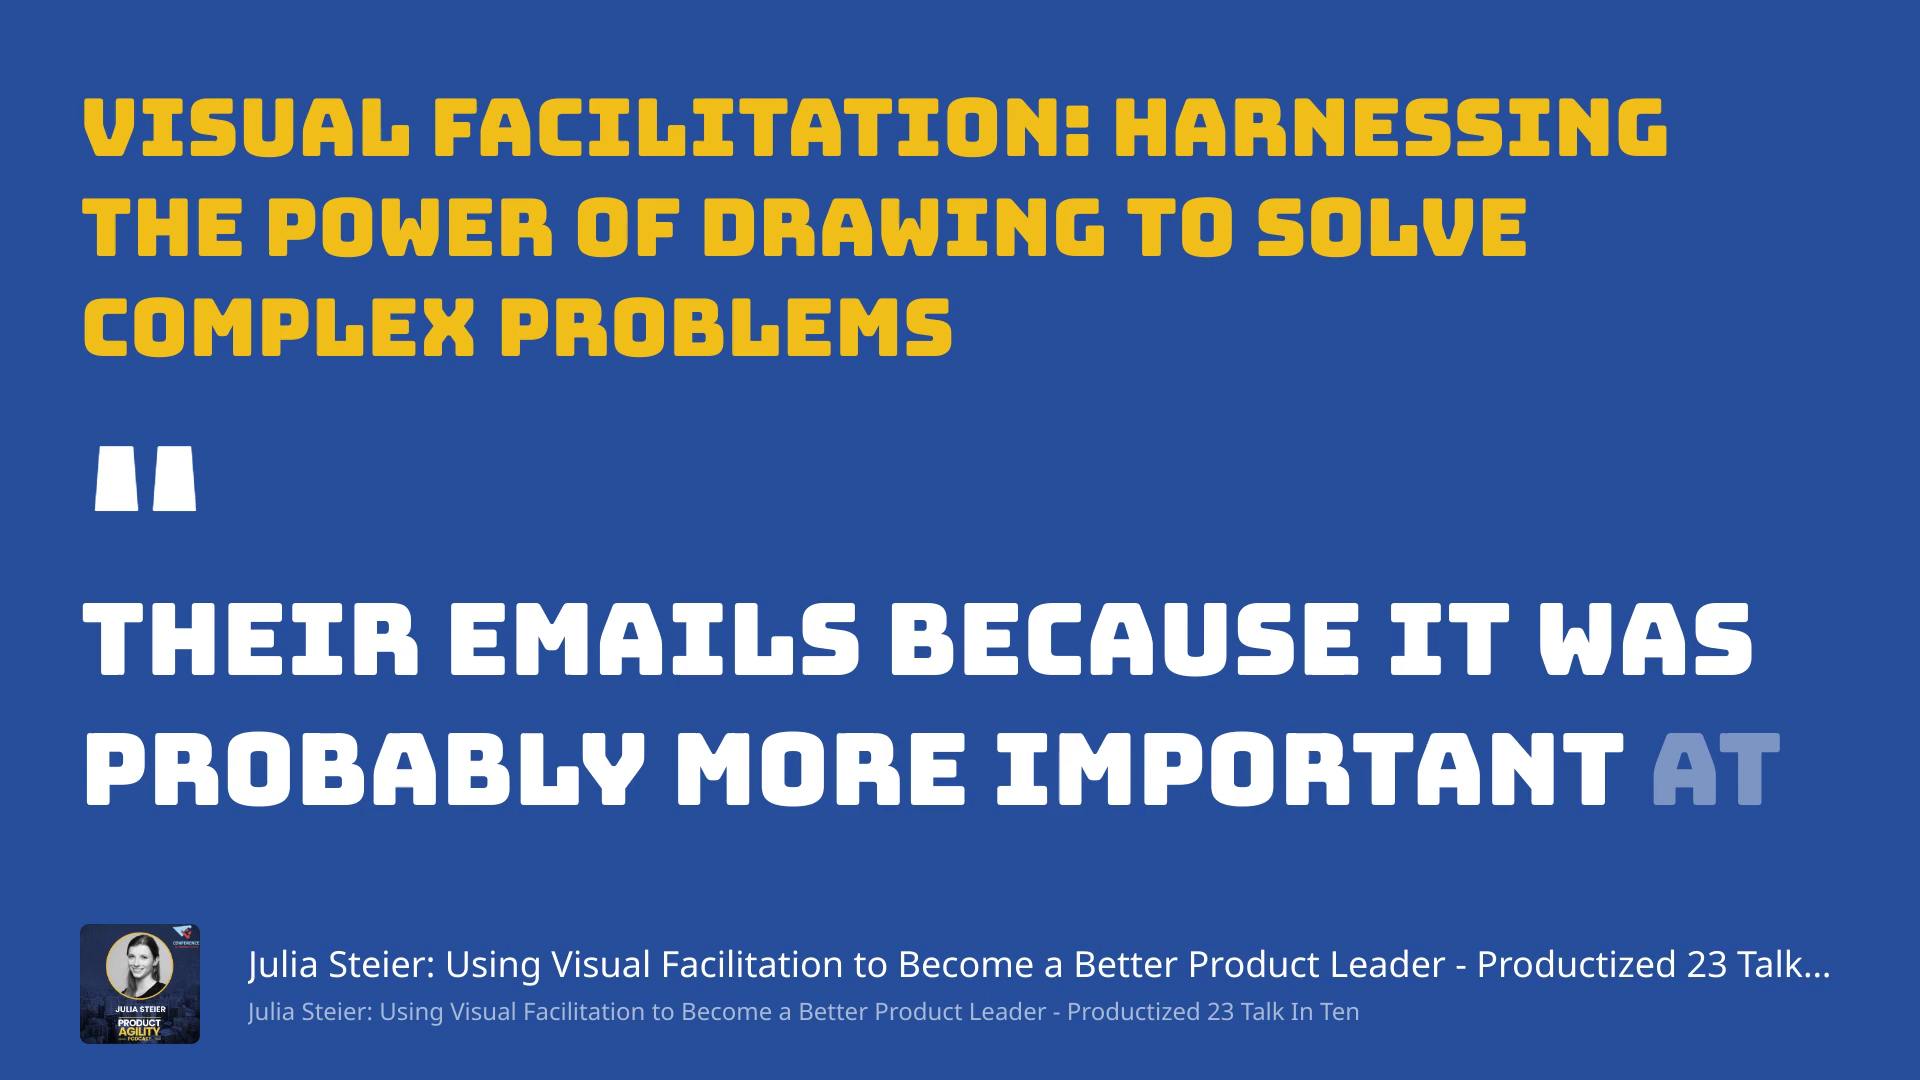 VISUAL FACILITATION: HARNESSING
THE POWER OF DRAWING TO SOLVE
COMPLEX PROBLEMS
"
THEIR EMAILS BECAUSE IT WAS
PROBABLY MORE IMPORTANT AT
CONFERENCE
JULIA STEIER
PRODUCT
AGILITY
PODCAST
Julia Steier: Using Visual Facilitation to Become a Better Product Leader - Productized 23 Talk...
Julia Steier: Using Visual Facilitation to Become a Better Product Leader - Productized 23 Talk In Ten